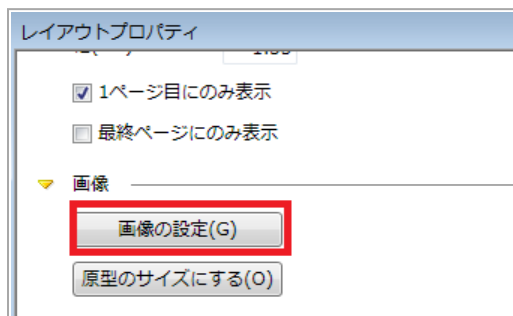 レイアウトプロパティ
1ページ目にのみ表示
最終ページにのみ表示
画像
画像の設定(G)
原型のサイズにする(O)